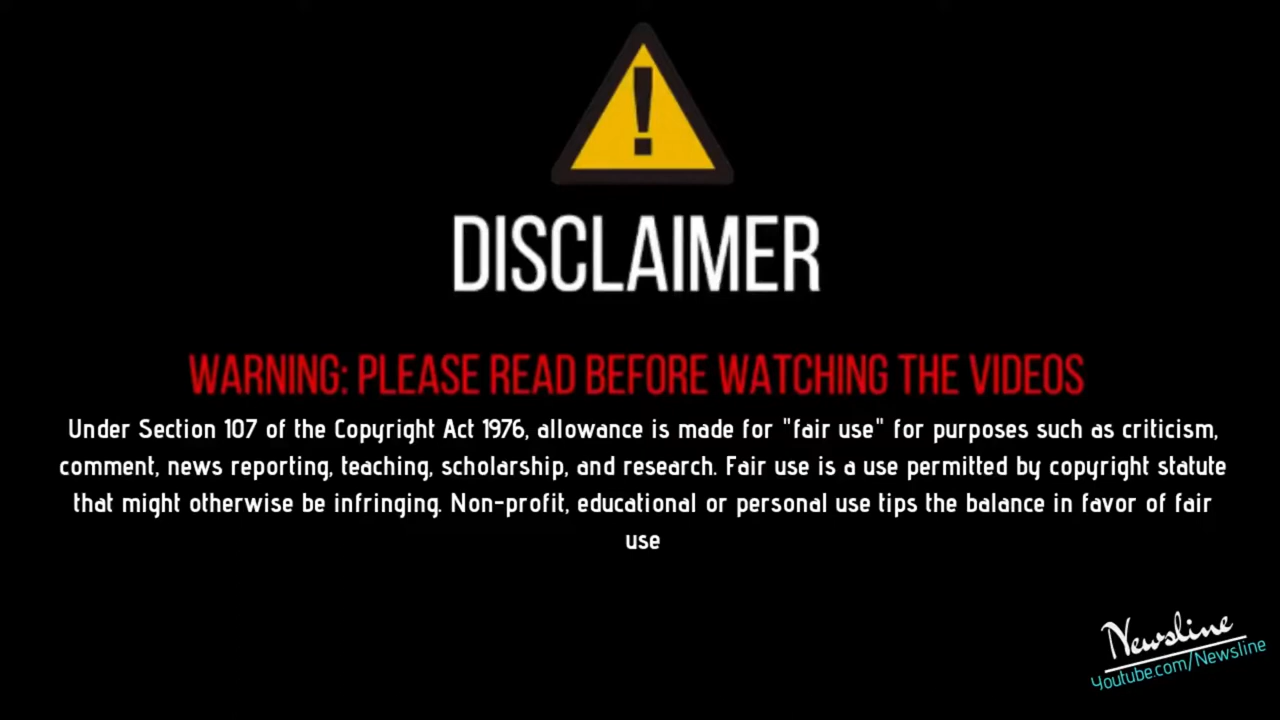 DISCLAIMER
WARNING: PLEASE READ BEFORE WATCHING THE VIDEOS
Under Section 107 of the Copyright Act 1976, allowance is made for "fair use" for purposes such as criticism,
comment, news reporting, teaching, scholarship, and research. Fair use is a use permitted by copyright statute
that might otherwise be infringing. Non-profit, educational or personal use tips the balance in favor of fair
use
Newsline
Youtube.com/Newsline